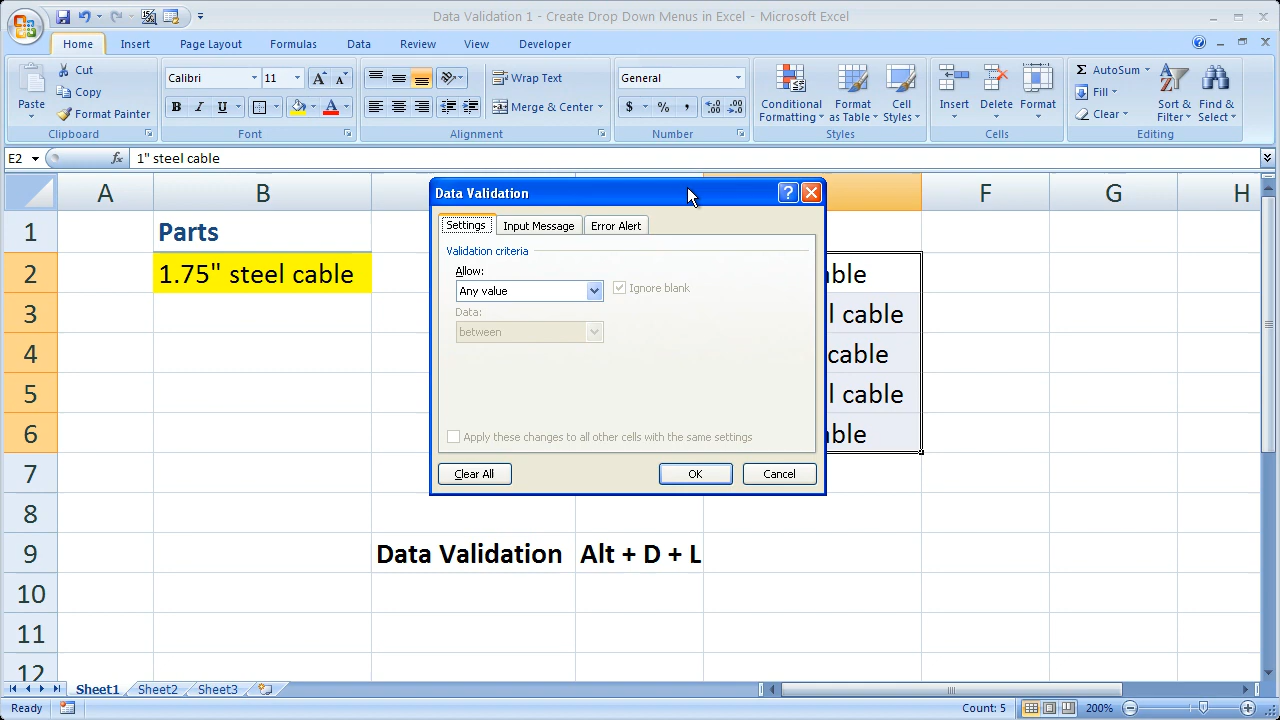 Data Validation 1 - Create Drop Down Menus in Excel - Microsoft Excel
Home Insert Page Layout Formulas Data Review View Developer
Paste Cut Copy Format Painter Clipboard
Calibri 11 A A B I U A Font
Wrap Text Merge & Center Alignment
General $ % , .00 .00 Number
Conditional Formatting Format as Table Cell Styles Styles
Insert Delete Format Cells
Σ AutoSum Fill Clear Sort & Filter Find & Select Editing
E2 fx 1" steel cable
A B F G H
1 Parts
2 1.75" steel cable
3 l cable
4 cable
5 l cable
6
7
8
9 Data Validation Alt + D + L
10
11
12
Data Validation
Settings Input Message Error Alert
Validation criteria
Allow:
Any value Ignore blank
Data:
between
Apply these changes to all other cells with the same settings
Clear All OK Cancel
Sheet1 Sheet2 Sheet3
Ready Count: 5 200%